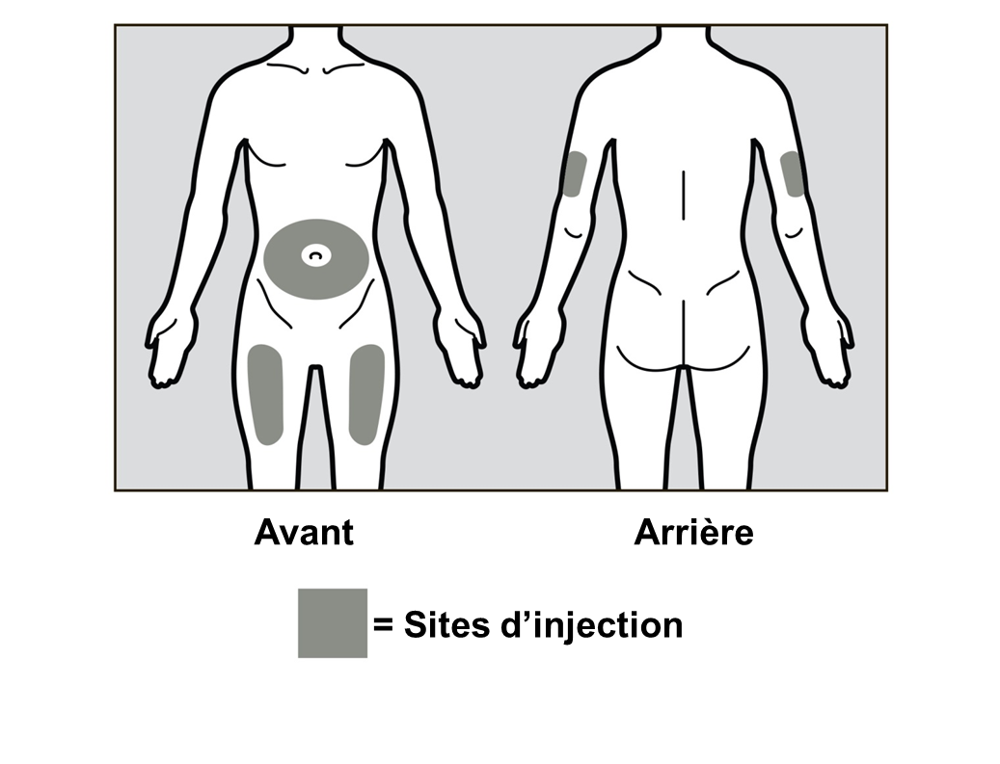 Avant
Arrière
= Sites d’injection